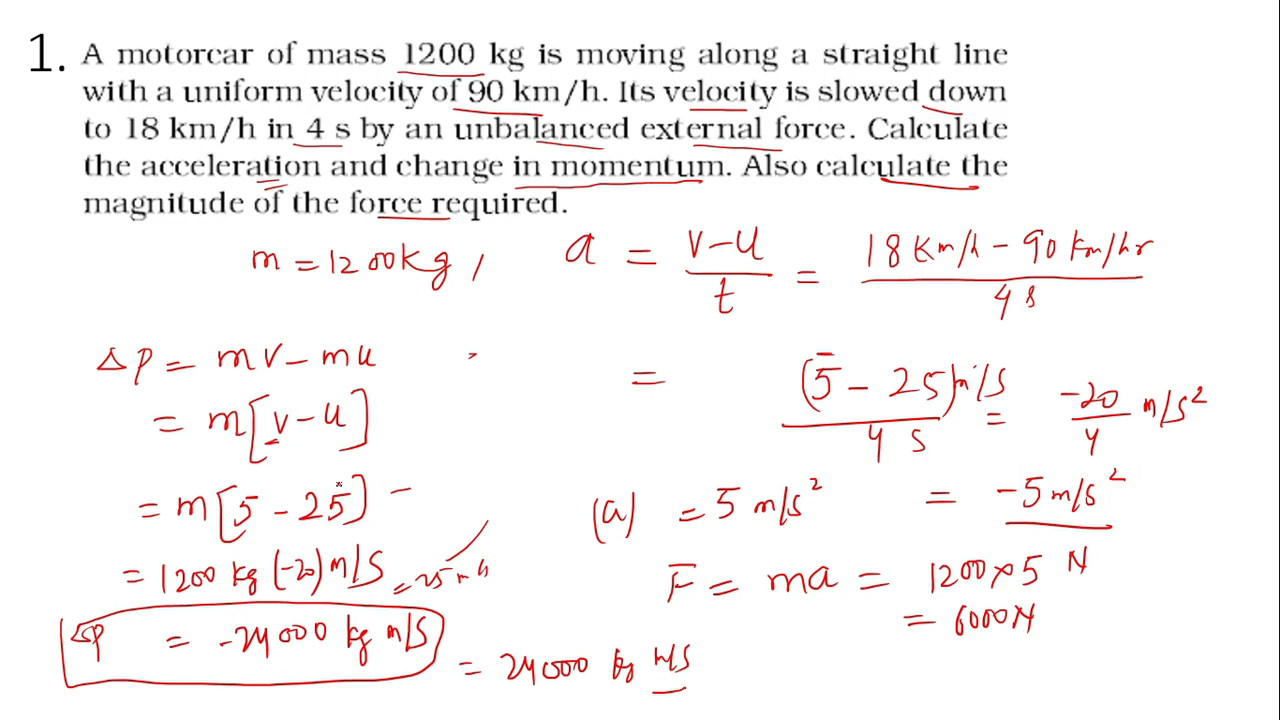 1. A motorcar of mass 1200 kg is moving along a straight line
with a uniform velocity of 90 km/h. Its velocity is slowed down
to 18 km/h in 4 s by an unbalanced external force. Calculate
the acceleration and change in momentum. Also calculate the
magnitude of the force required.
m = 1200kg, a = v-u/t = 18 Km/h - 90 Km/hr/4 s
Δp = mv - mu
= (5 - 25)m/s/4 s = -20/4 m/s²
= m[v-u]
= m[5-25]
(a) = 5 m/s² = -5 m/s²
= 1200 kg (-20) m/s
F = ma = 1200×5 N
= 6000N
Δp = -24000 kg m/s
= 24000 kg m/s